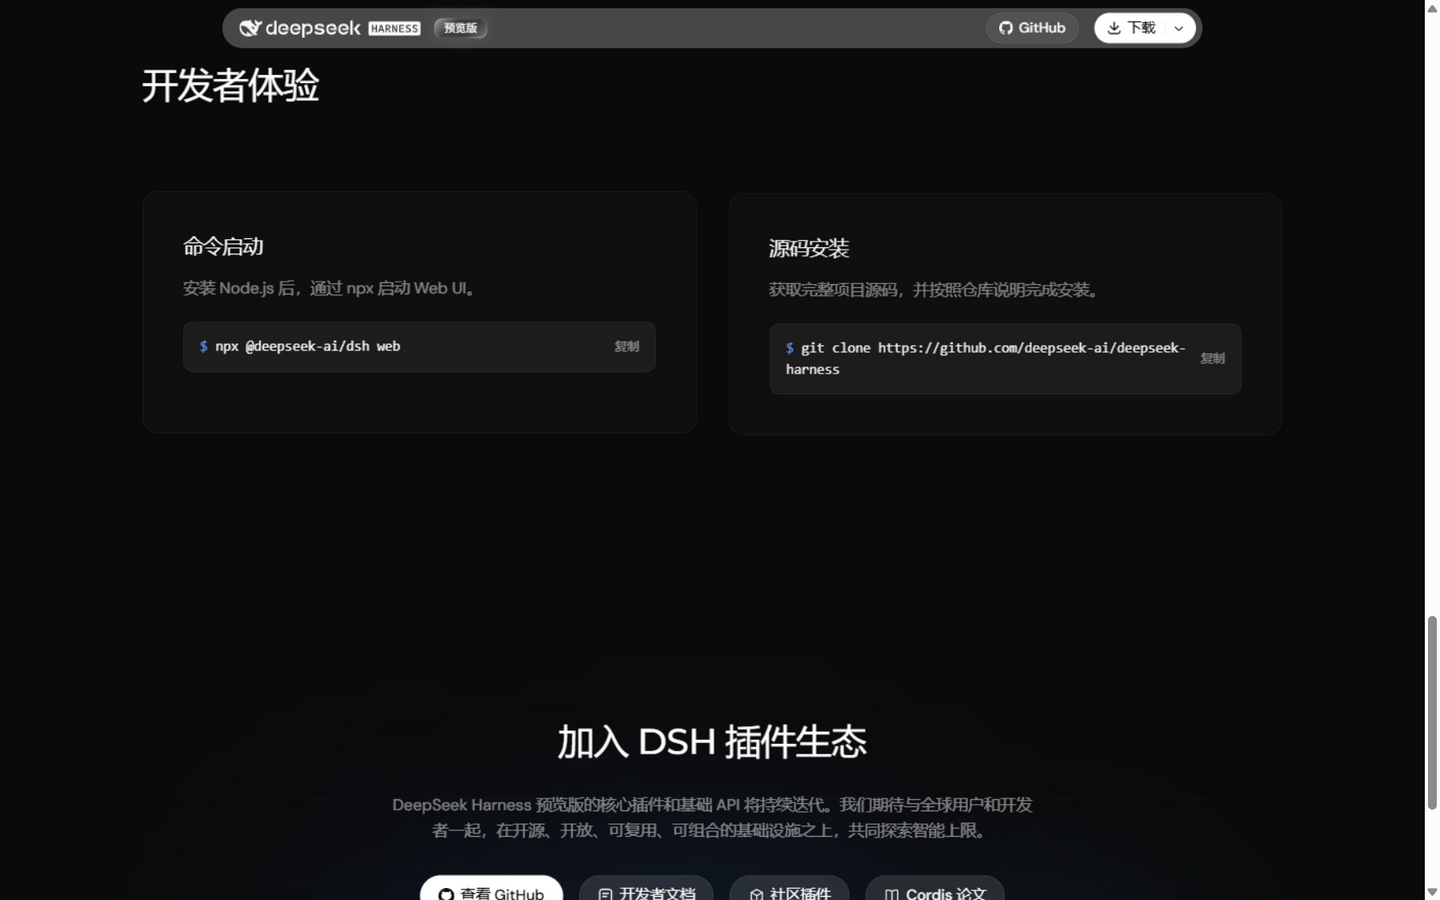 deepseek HARNESS 预览版 GitHub 下载
开发者体验
命令启动
安装 Node.js 后，通过 npx 启动 Web UI。
$ npx @deepseek-ai/dsh web 复制
源码安装
获取完整项目源码，并按照仓库说明完成安装。
$ git clone https://github.com/deepseek-ai/deepseek-
harness
复制
加入 DSH 插件生态
DeepSeek Harness 预览版的核心插件和基础 API 将持续迭代。我们期待与全球用户和开发
者一起，在开源、开放、可复用、可组合的基础设施之上，共同探索智能上限。
查看 GitHub 开发者文档 社区插件 Cordis 论文